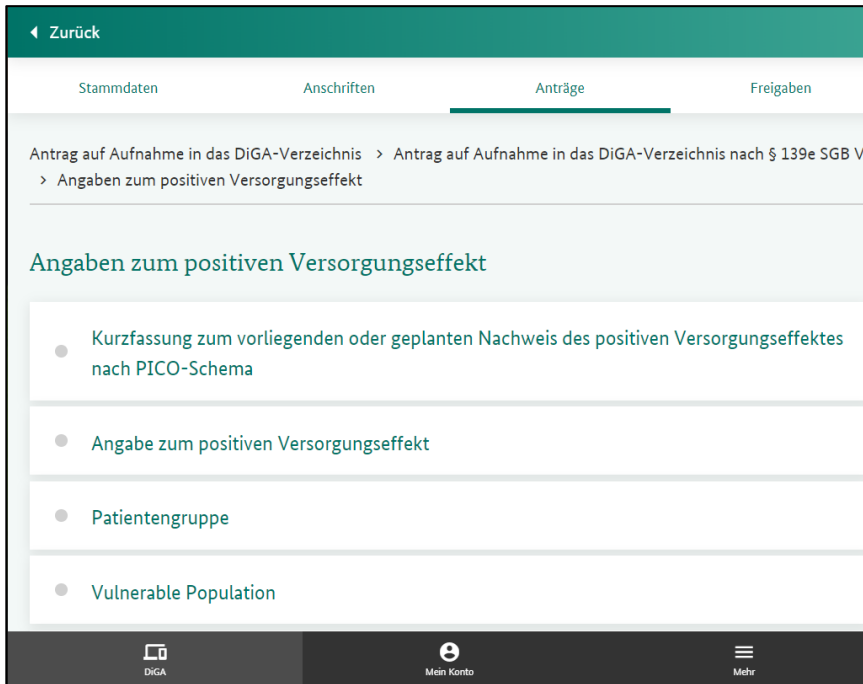 Zurück
Stammdaten Anschriften Anträge Freigaben
Antrag auf Aufnahme in das DiGA-Verzeichnis > Antrag auf Aufnahme in das DiGA-Verzeichnis nach § 139e SGB V
> Angaben zum positiven Versorgungseffekt
Angaben zum positiven Versorgungseffekt
Kurzfassung zum vorliegenden oder geplanten Nachweis des positiven Versorgungseffektes
nach PICO-Schema
Angabe zum positiven Versorgungseffekt
Patientengruppe
Vulnerable Population
DiGA Mein Konto Mehr